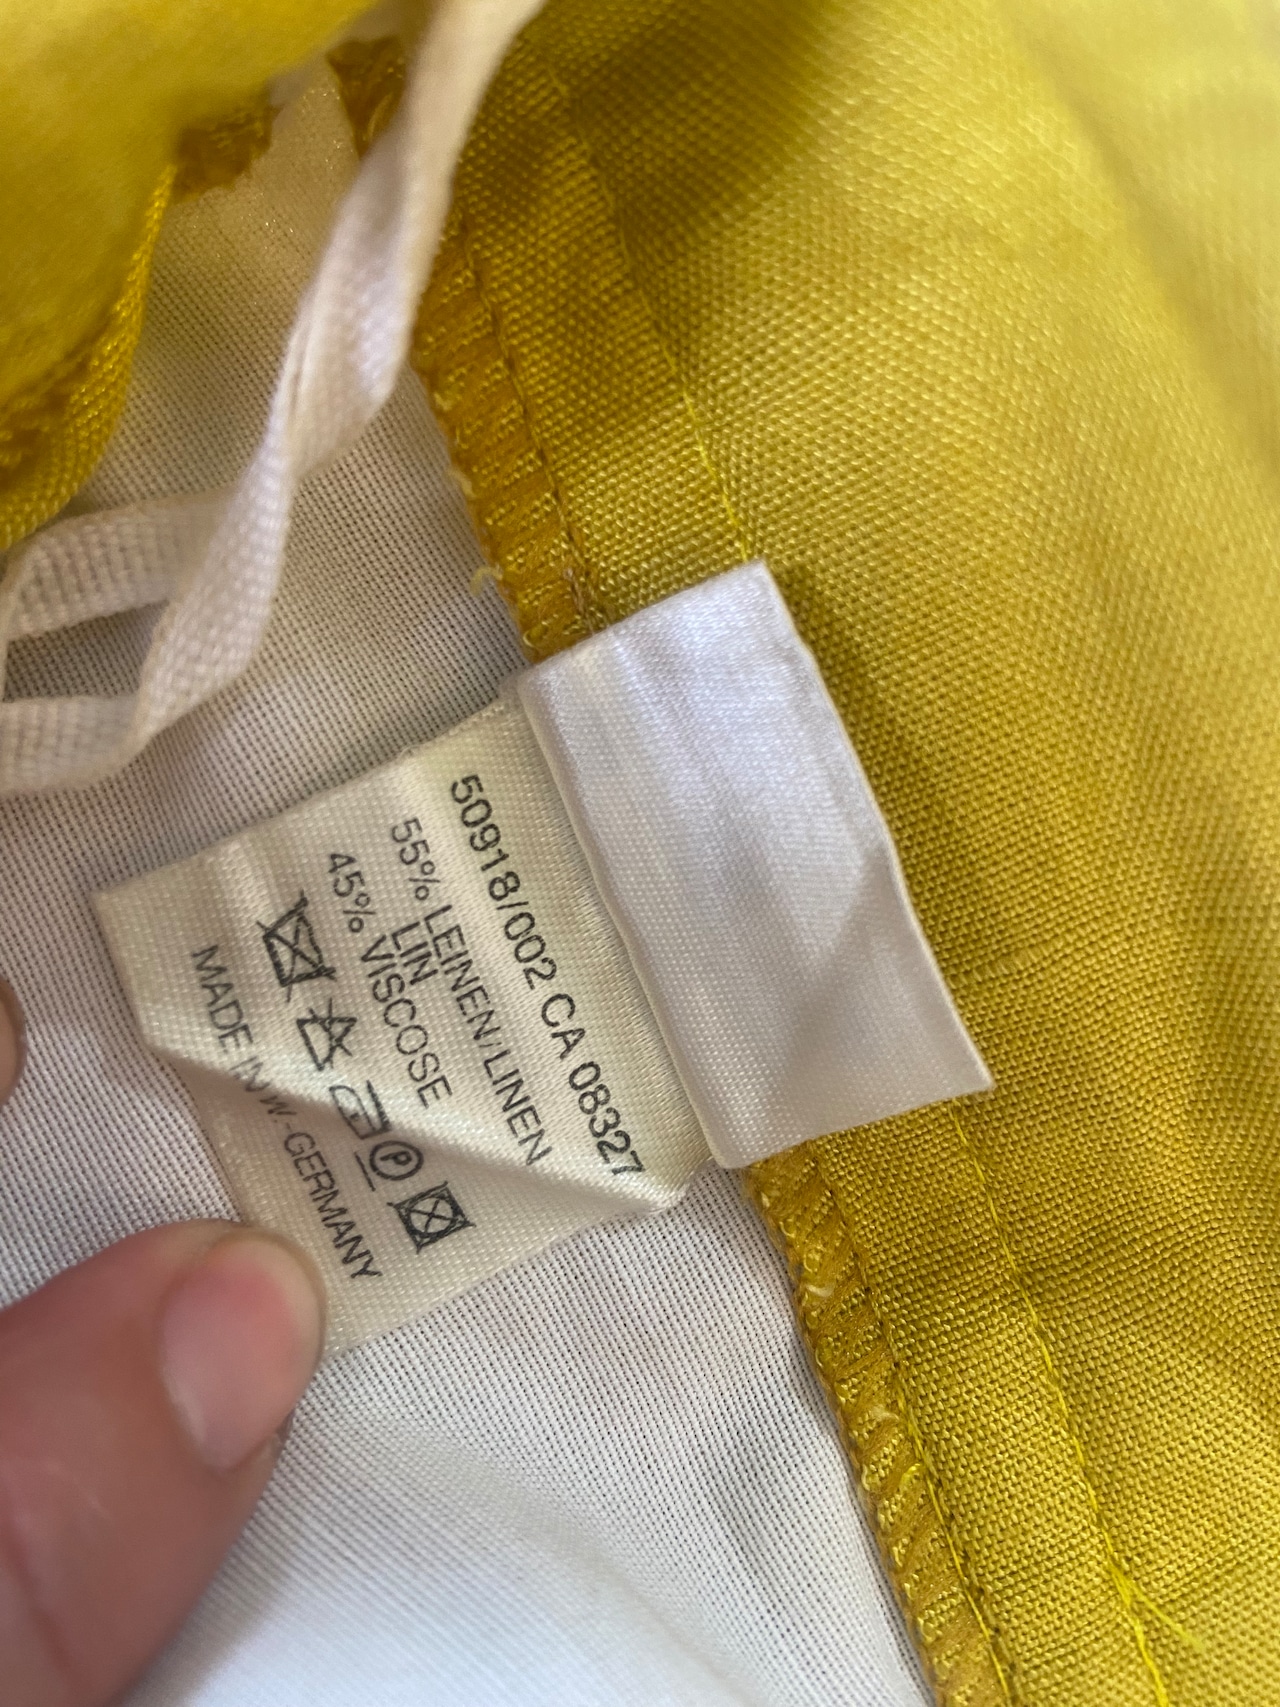 50918/002 CA 08327
55% LEINEN/LINEN
LIN
45% VISCOSE
P
MADE IN W.-GERMANY